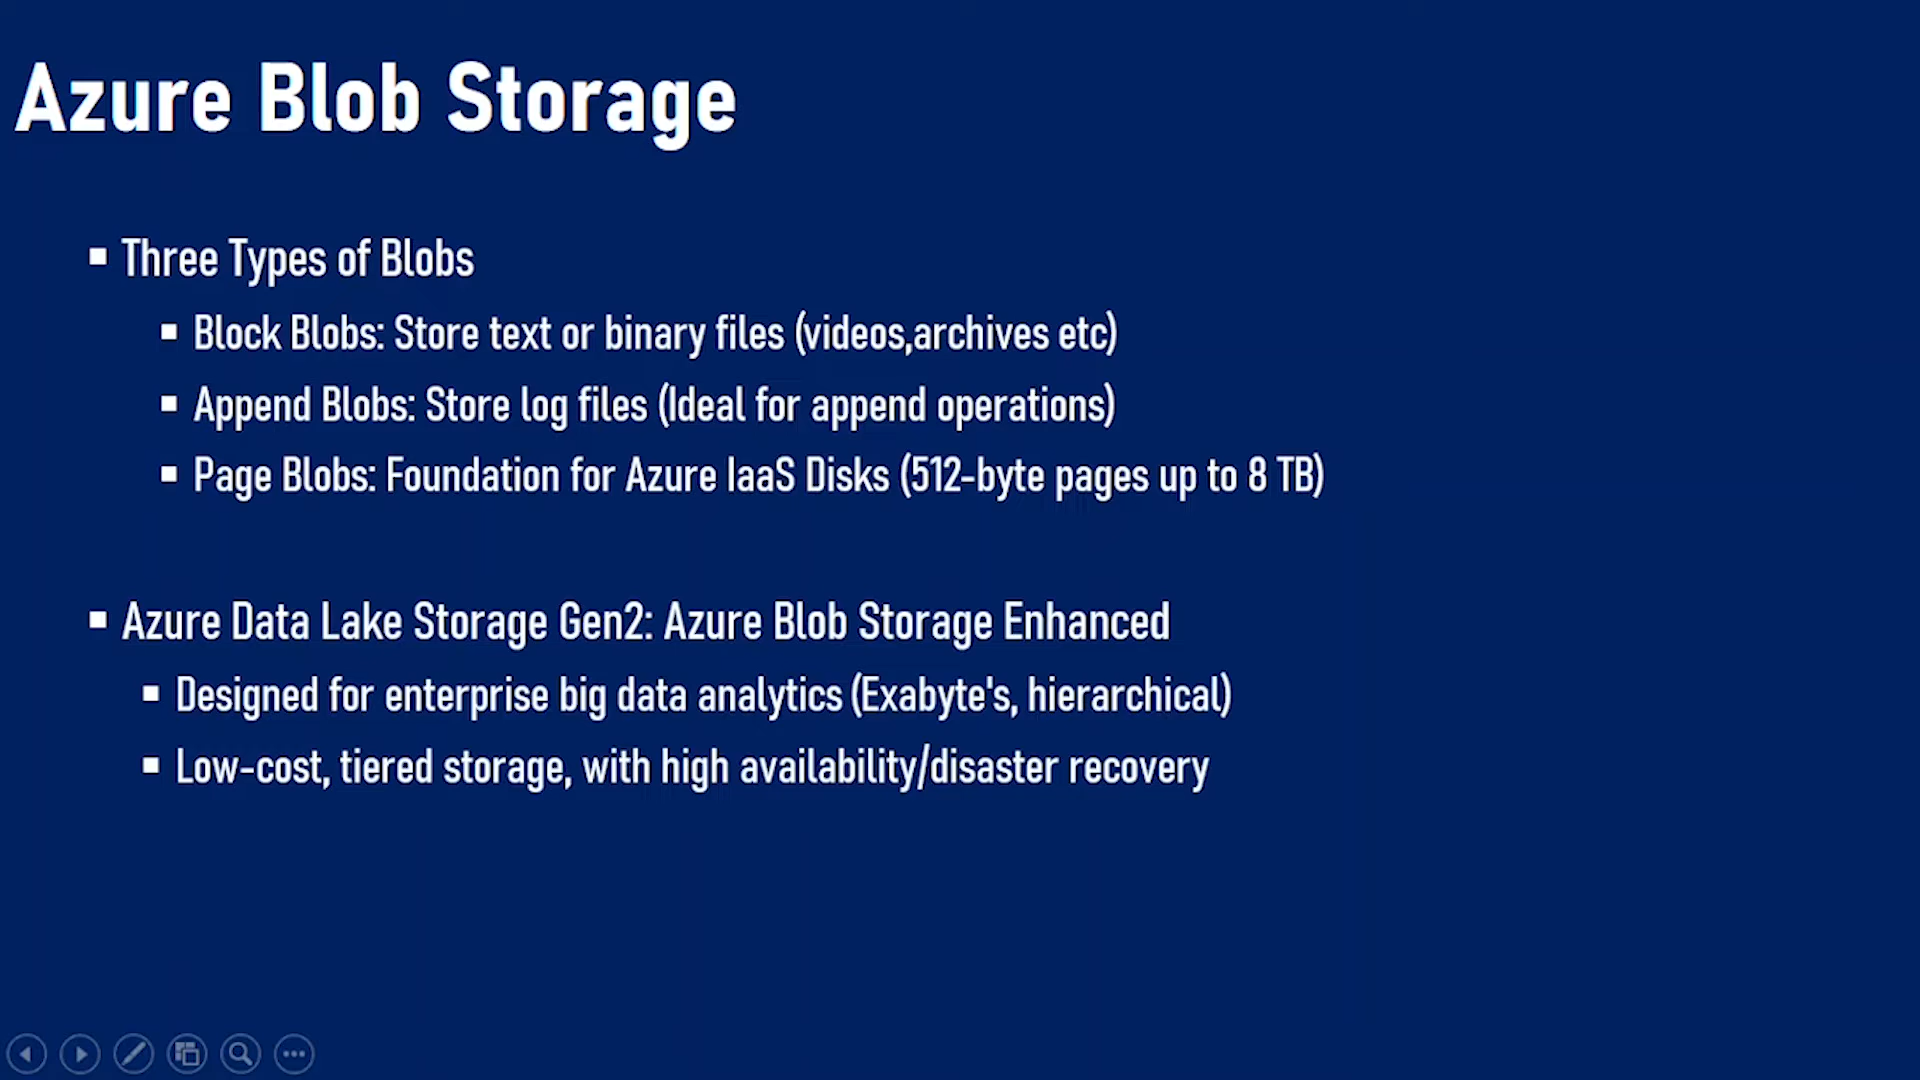 Azure Blob Storage
Three Types of Blobs
Block Blobs: Store text or binary files (videos,archives etc)
Append Blobs: Store log files (Ideal for append operations)
Page Blobs: Foundation for Azure IaaS Disks (512-byte pages up to 8 TB)
Azure Data Lake Storage Gen2: Azure Blob Storage Enhanced
Designed for enterprise big data analytics (Exabyte's, hierarchical)
Low-cost, tiered storage, with high availability/disaster recovery